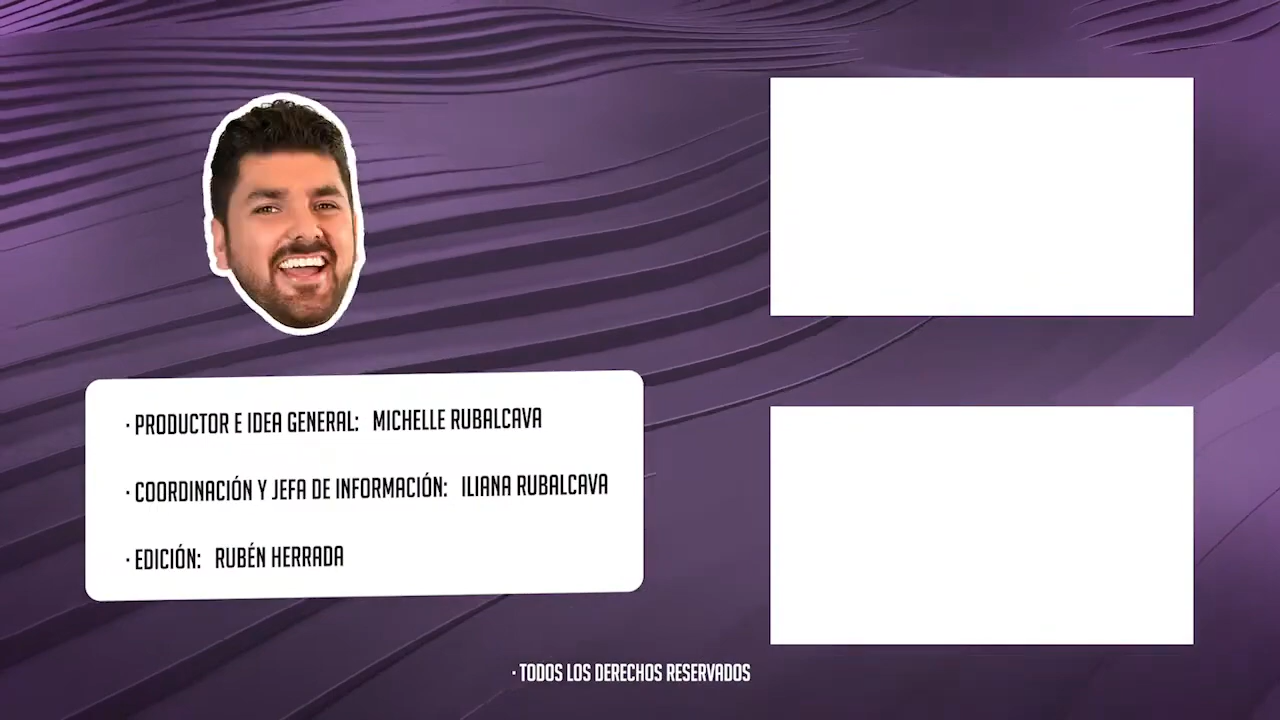 · PRODUCTOR E IDEA GENERAL: MICHELLE RUBALCAVA
· COORDINACIÓN Y JEFA DE INFORMACIÓN: ILIANA RUBALCAVA
· EDICIÓN: RUBÉN HERRADA
· TODOS LOS DERECHOS RESERVADOS